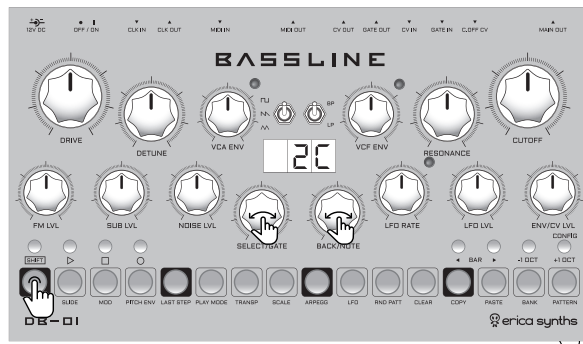 12V DC OFF / ON CLK IN CLK OUT MIDI IN MIDI OUT CV OUT GATE OUT CV IN GATE IN C.OFF CV MAIN OUT
BASSLINE
BP
LP
DRIVE DETUNE VCA ENV VCF ENV RESONANCE CUTOFF
2C
FM LVL SUB LVL NOISE LVL LFO RATE LFO LVL ENV/CV LVL
SELECT/GATE BACK/NOTE
CONFIG
SHIFT BAR -1 OCT +1 OCT
SLIDE MOD PITCH ENV LAST STEP PLAY MODE TRANSP SCALE ARPEGG LFO RND PATT CLEAR COPY PASTE BANK PATTERN
DB-01 erica synths